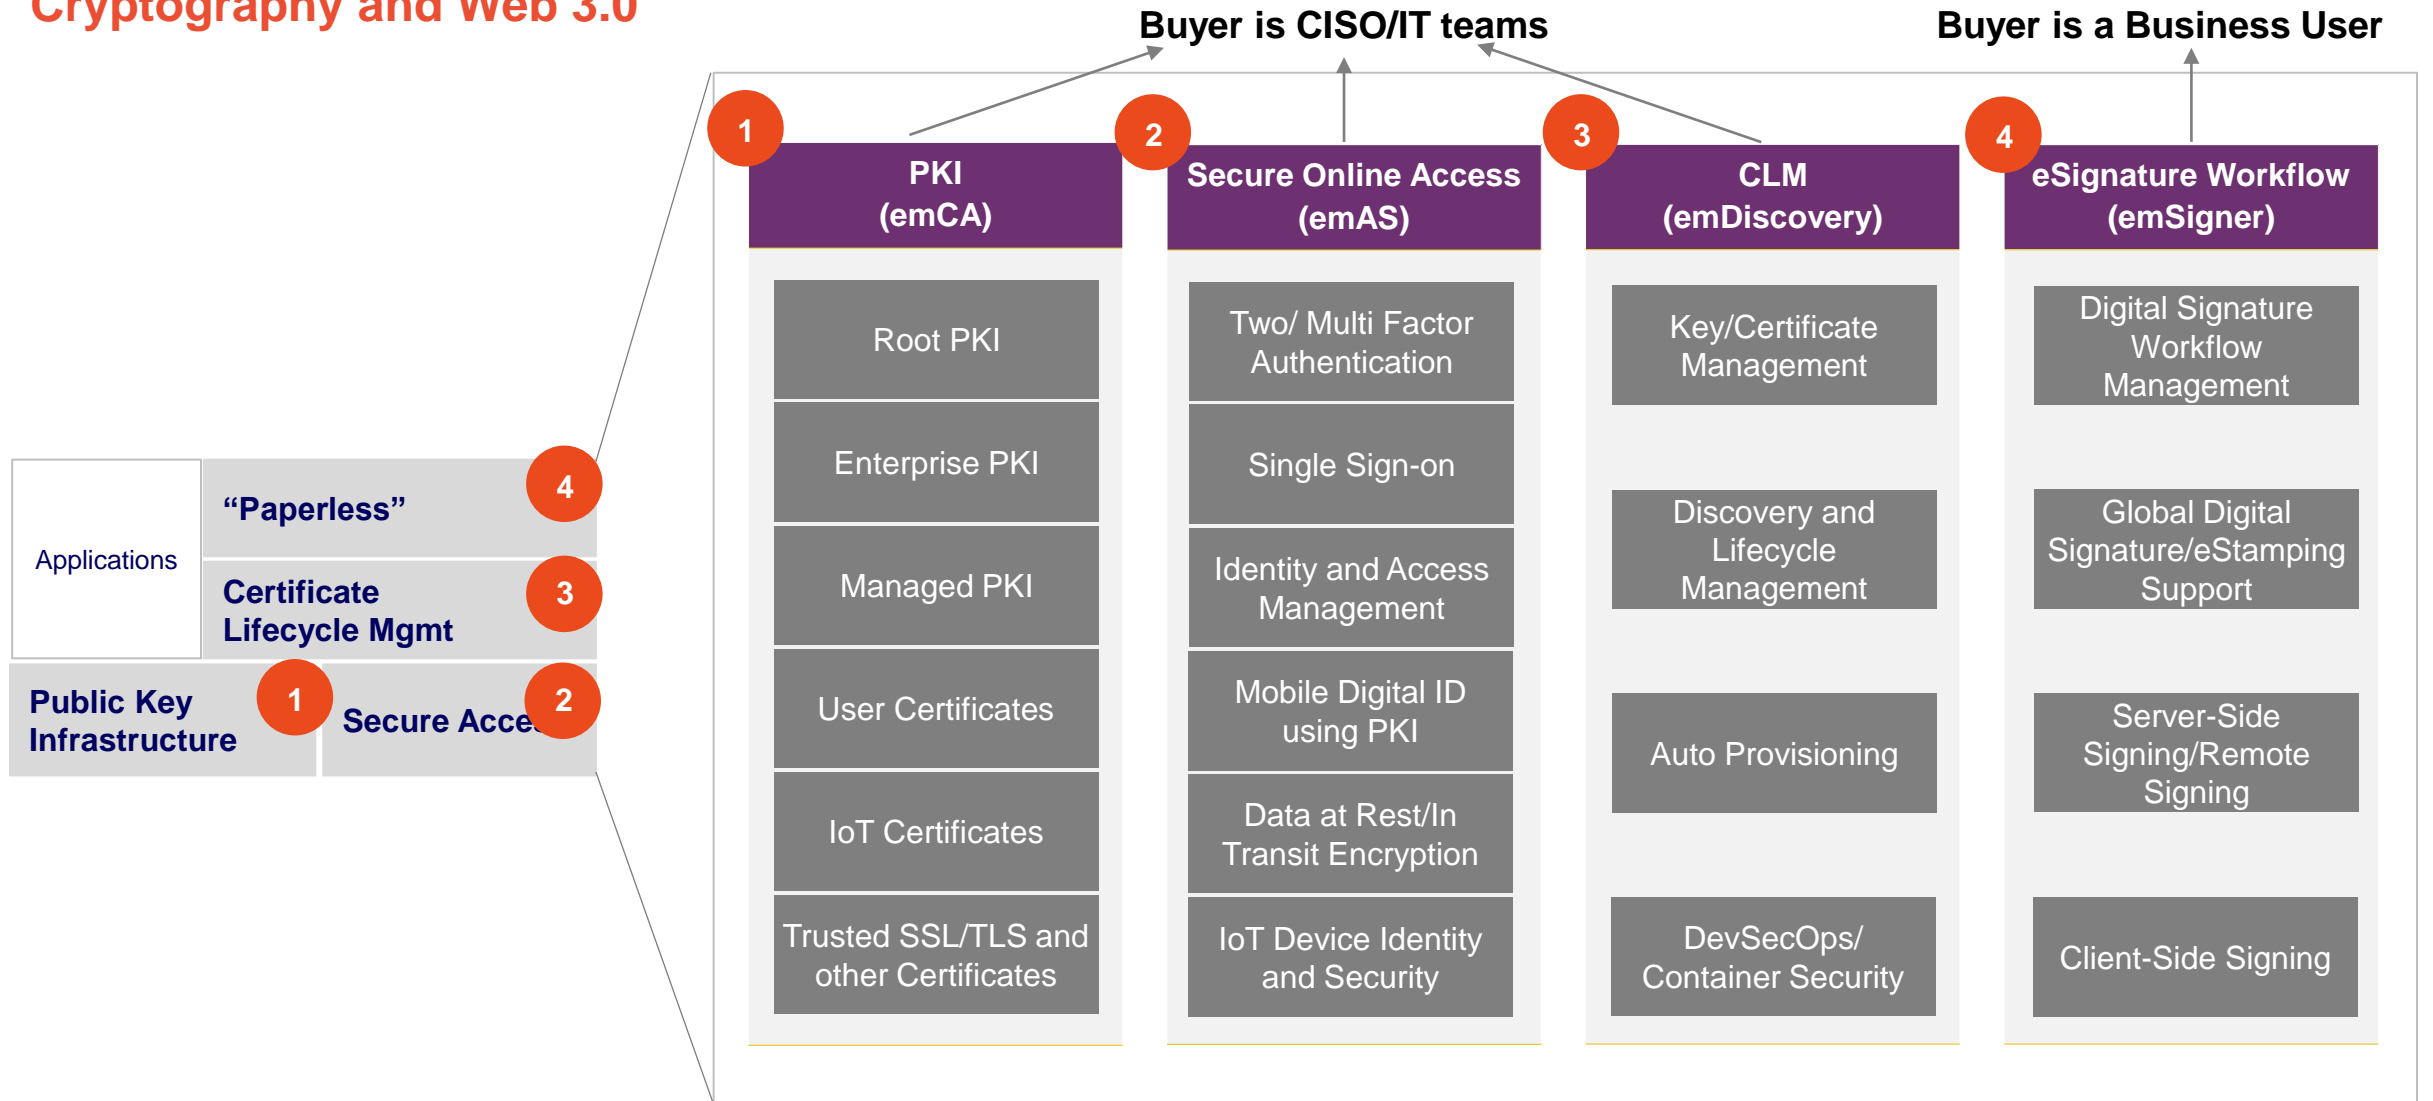 Cryptography and Web 3.0
Buyer is CISO/IT teams
Buyer is a Business User
1
PKI
(emCA)
Root PKI
Enterprise PKI
Managed PKI
User Certificates
IoT Certificates
Trusted SSL/TLS and
other Certificates
2
Secure Online Access
(emAS)
Two/ Multi Factor
Authentication
Single Sign-on
Identity and Access
Management
Mobile Digital ID
using PKI
Data at Rest/In
Transit Encryption
IoT Device Identity
and Security
3
CLM
(emDiscovery)
Key/Certificate
Management
Discovery and
Lifecycle
Management
Auto Provisioning
DevSecOps/
Container Security
4
eSignature Workflow
(emSigner)
Digital Signature
Workflow
Management
Global Digital
Signature/eStamping
Support
Server-Side
Signing/Remote
Signing
Client-Side Signing
Applications
“Paperless”
4
Certificate
Lifecycle Mgmt
3
Public Key
Infrastructure
1
Secure Access
2